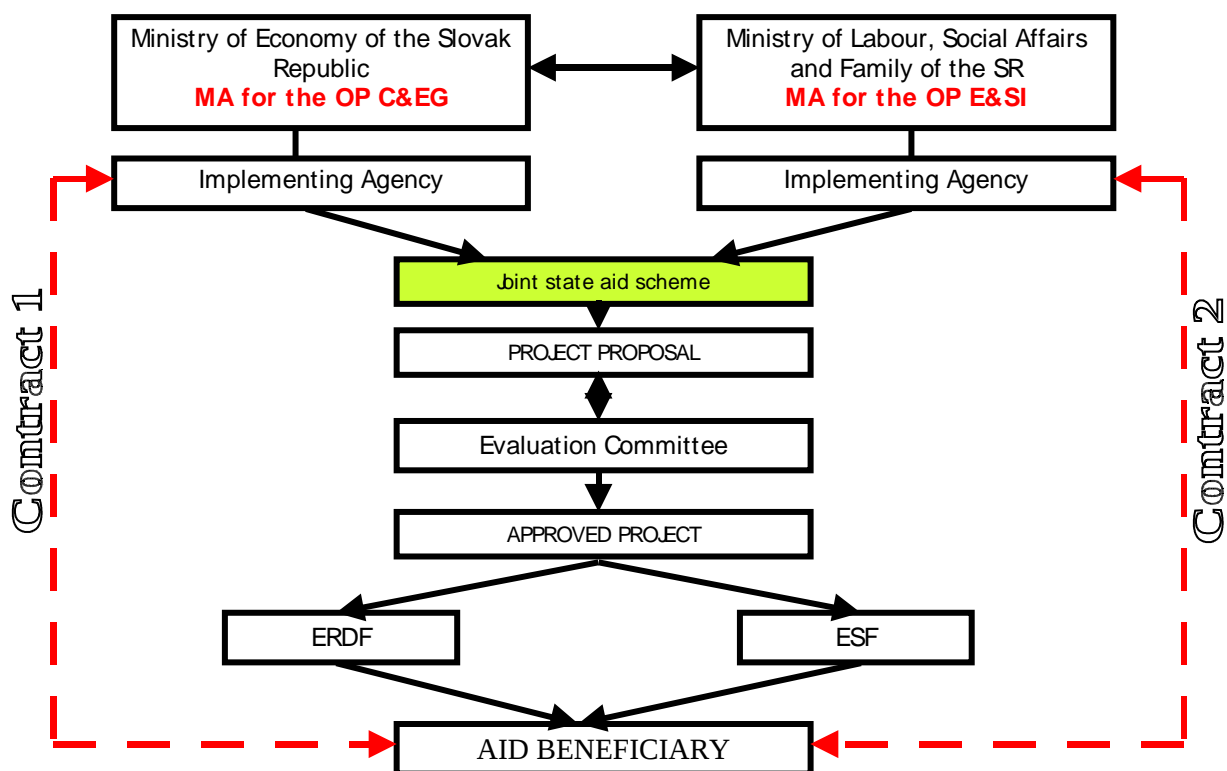 Ministry of Economy of the Slovak
Republic
MA for the OP C&EG
Ministry of Labour, Social Affairs
and Family of the SR
MA for the OP E&SI
Implementing Agency
Implementing Agency
Joint state aid scheme
PROJECT PROPOSAL
Evaluation Committee
APPROVED PROJECT
ERDF
ESF
AID BENEFICIARY
Contract 1
Contract 2